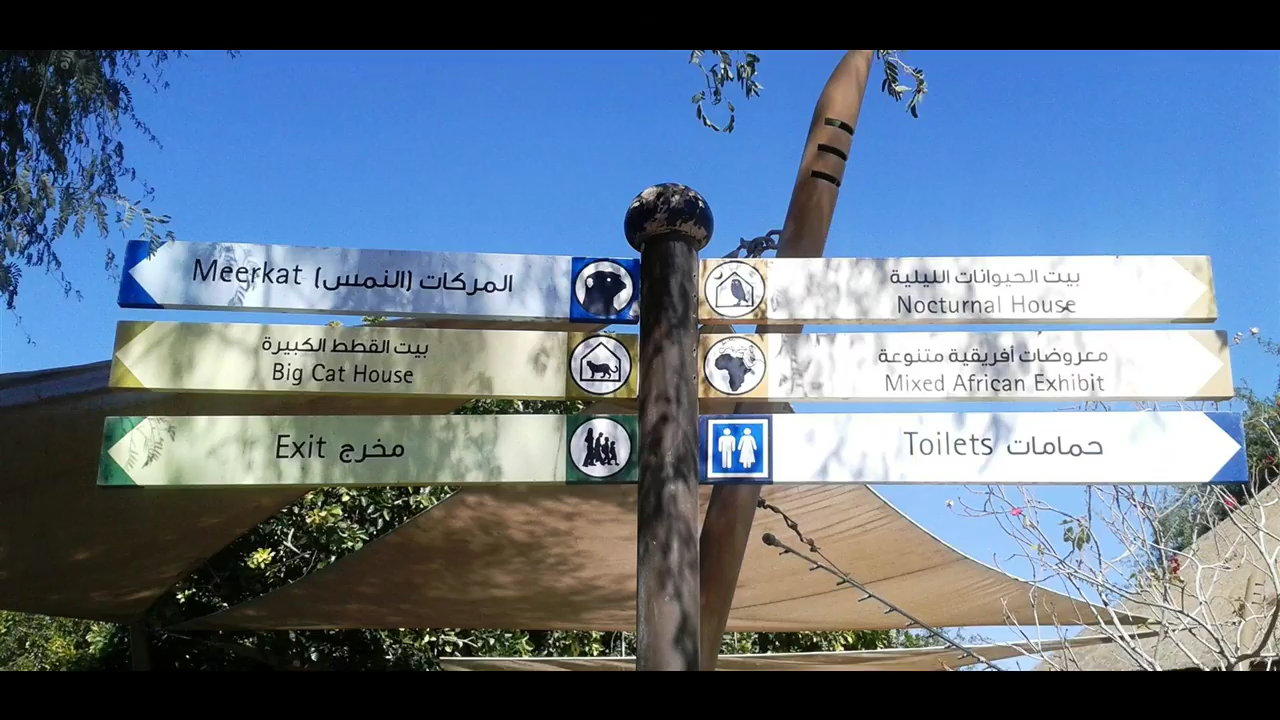 Meerkat المركات (النمس)
بيت القطط الكبيرة
Big Cat House
Exit مخرج
بيت الحيوانات الليلية
Nocturnal House
معروضات أفريقية متنوعة
Mixed African Exhibit
Toilets حمامات